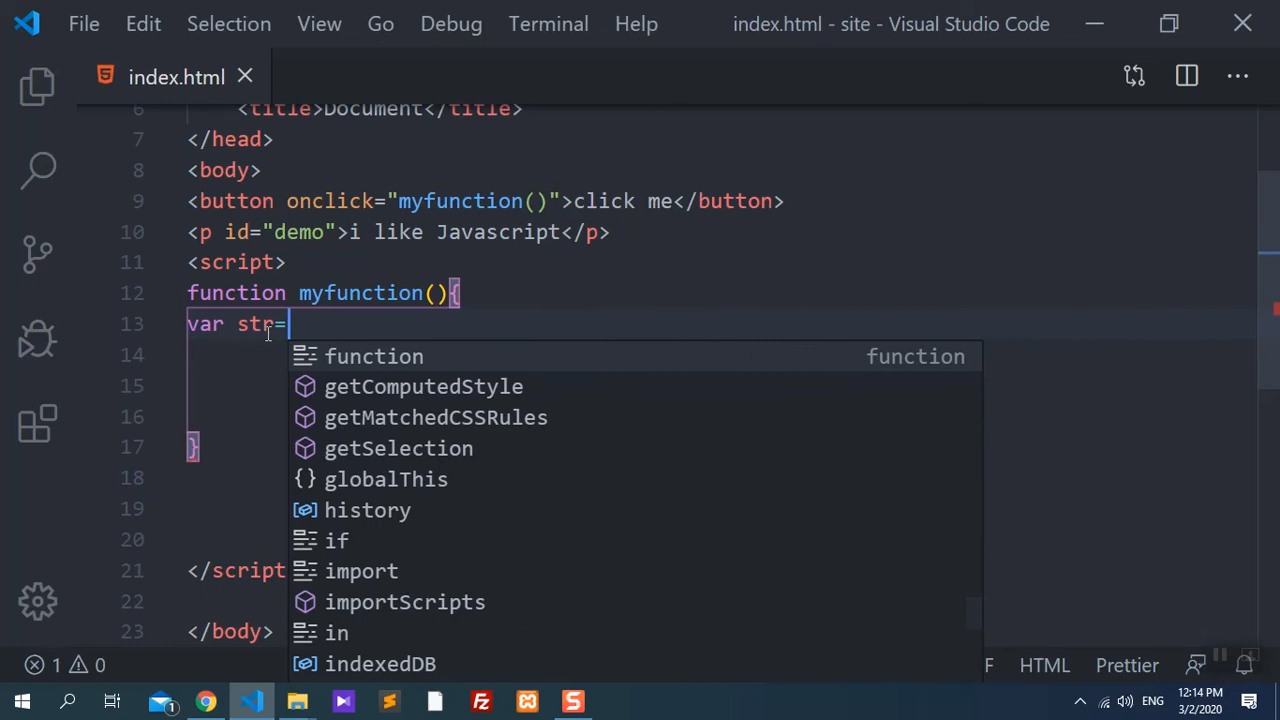 File Edit Selection View Go Debug Terminal Help index.html - site - Visual Studio Code
index.html
6 <title>Document</title>
7 </head>
8 <body>
9 <button onclick="myfunction()">click me</button>
10 <p id="demo">i like Javascript</p>
11 <script>
12 function myfunction(){
13 var str=
14 function function
15 getComputedStyle
16 getMatchedCSSRules
17 } getSelection
18 globalThis
19 history
20 if
21 </script import
22 importScripts
23 </body> in
indexedDB
1 0 F HTML Prettier
1 ENG 12:14 PM
3/2/2020